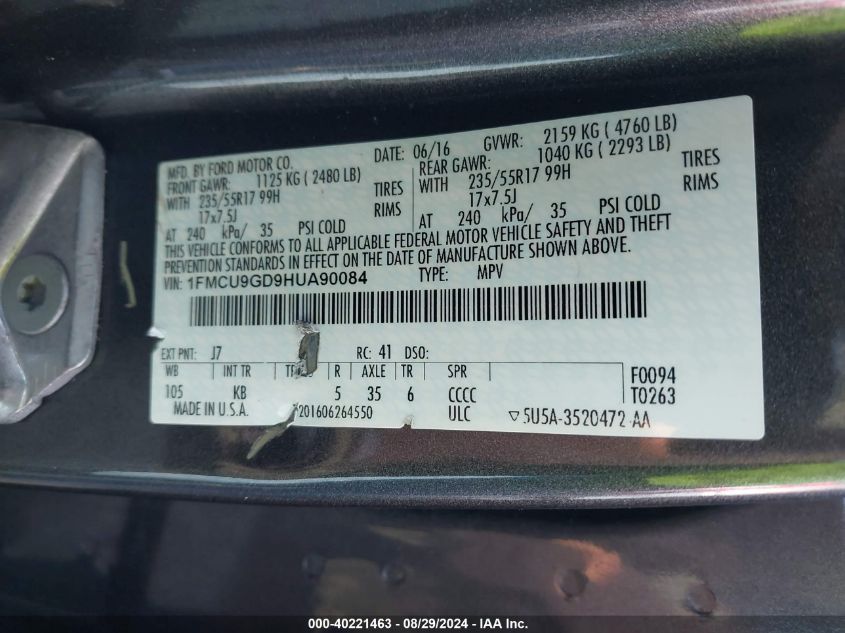 MFD. BY FORD MOTOR CO.
DATE: 06/16 GVWR: 2159 KG ( 4760 LB)
FRONT GAWR: 1125 KG ( 2480 LB)
REAR GAWR: 1040 KG ( 2293 LB)
WITH 235/55R17 99H TIRES
WITH 235/55R17 99H TIRES
17x7.5J RIMS
17x7.5J RIMS
AT 240 kPa/ 35 PSI COLD
AT 240 kPa/ 35 PSI COLD
THIS VEHICLE CONFORMS TO ALL APPLICABLE FEDERAL MOTOR VEHICLE SAFETY AND THEFT
PREVENTION STANDARDS IN EFFECT ON THE DATE OF MANUFACTURE SHOWN ABOVE.
VIN: 1FMCU9GD9HUA90084 TYPE: MPV
EXT PNT: J7 RC: 41 DSO:
WB INT TR R AXLE TR SPR F0094
105 KB 5 35 6 CCCC T0263
MADE IN U.S.A. 201606264550 ULC ▽5U5A-3520472-AA
000-40221463 - 08/29/2024 - IAA Inc.